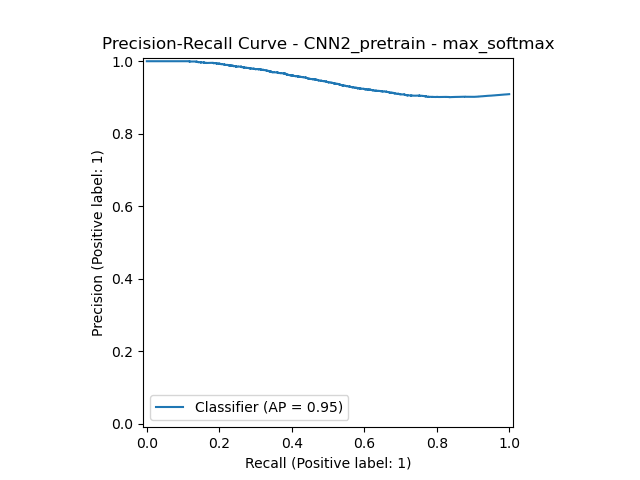 Precision-Recall Curve - CNN2_pretrain - max_softmax
1.0
0.8
0.6
0.4
0.2
0.0
Precision (Positive label: 1)
Classifier (AP = 0.95)
0.0 0.2 0.4 0.6 0.8 1.0
Recall (Positive label: 1)